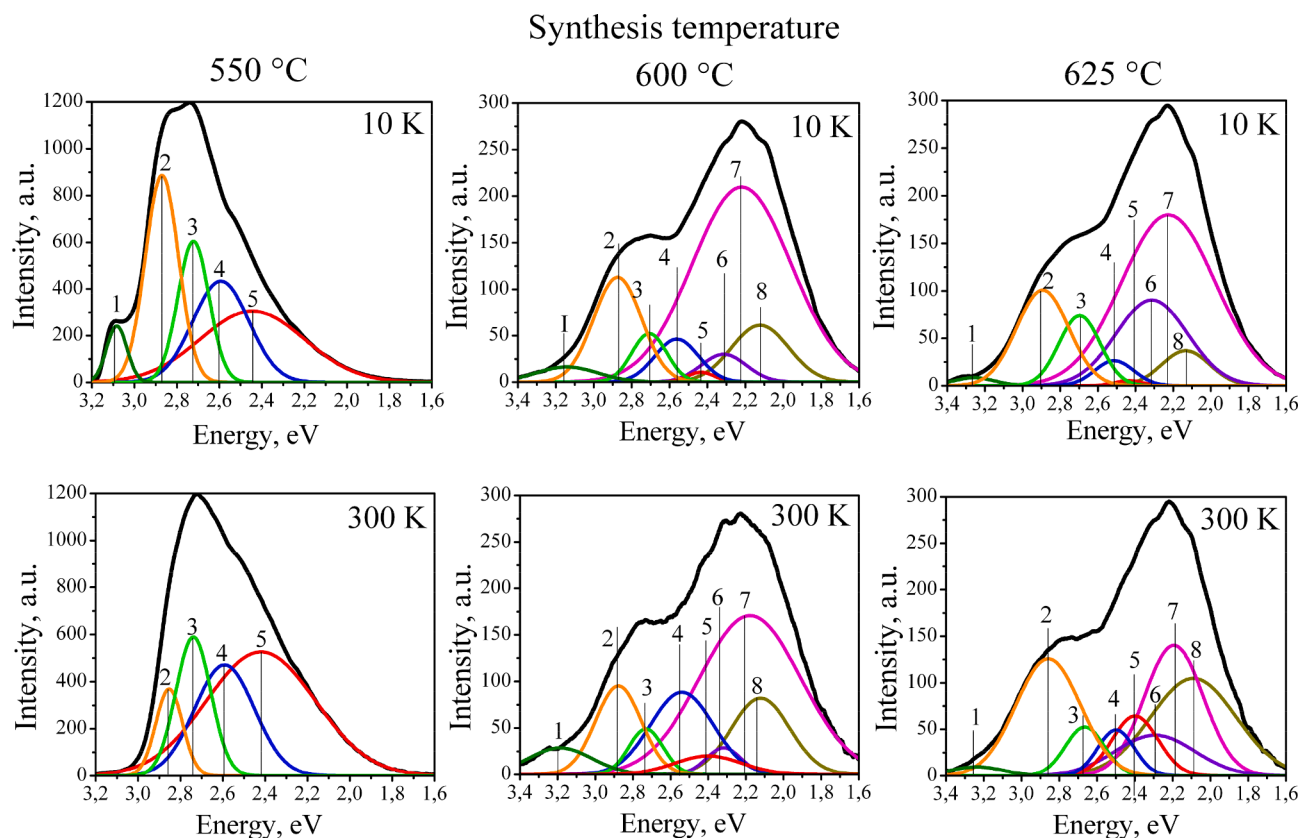 Synthesis temperature
550 °C
600 °C
625 °C
10 K
Intensity, a.u.
1200
1000
800
600
400
200
0
1
2
3
4
5
3,2 3,0 2,8 2,6 2,4 2,2 2,0 1,8 1,6
Energy, eV
10 K
Intensity, a.u.
300
250
200
150
100
50
0
1
2
3
4
5
6
7
8
3,4 3,2 3,0 2,8 2,6 2,4 2,2 2,0 1,8 1,6
Energy, eV
10 K
Intensity, a.u.
300
250
200
150
100
50
0
1
2
3
4
5
6
7
8
3,4 3,2 3,0 2,8 2,6 2,4 2,2 2,0 1,8 1,6
Energy, eV
300 K
Intensity, a.u.
1200
1000
800
600
400
200
0
2
3
4
5
3,2 3,0 2,8 2,6 2,4 2,2 2,0 1,8 1,6
Energy, eV
300 K
Intensity, a.u.
300
250
200
150
100
50
0
1
2
3
4
5
6
7
8
3,4 3,2 3,0 2,8 2,6 2,4 2,2 2,0 1,8 1,6
Energy, eV
300 K
Intensity, a.u.
300
250
200
150
100
50
0
1
2
3
4
5
6
7
8
3,4 3,2 3,0 2,8 2,6 2,4 2,2 2,0 1,8 1,6
Energy, eV